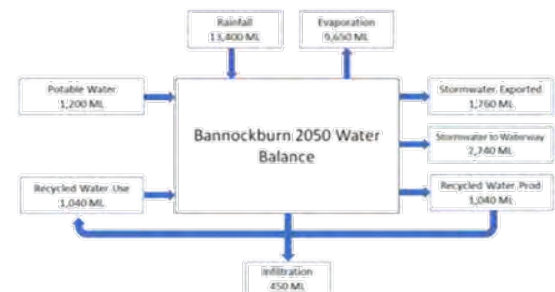 Rainfall
13,400 ML
Evaporation
9,650 ML
Potable Water
1,200 ML
Bannockburn 2050 Water
Balance
Stormwater Exported
1,760 ML
Stormwater to Waterway
2,740 ML
Recycled Water Use
1,040 ML
Recycled Water Prod
1,040 ML
Infiltration
450 ML